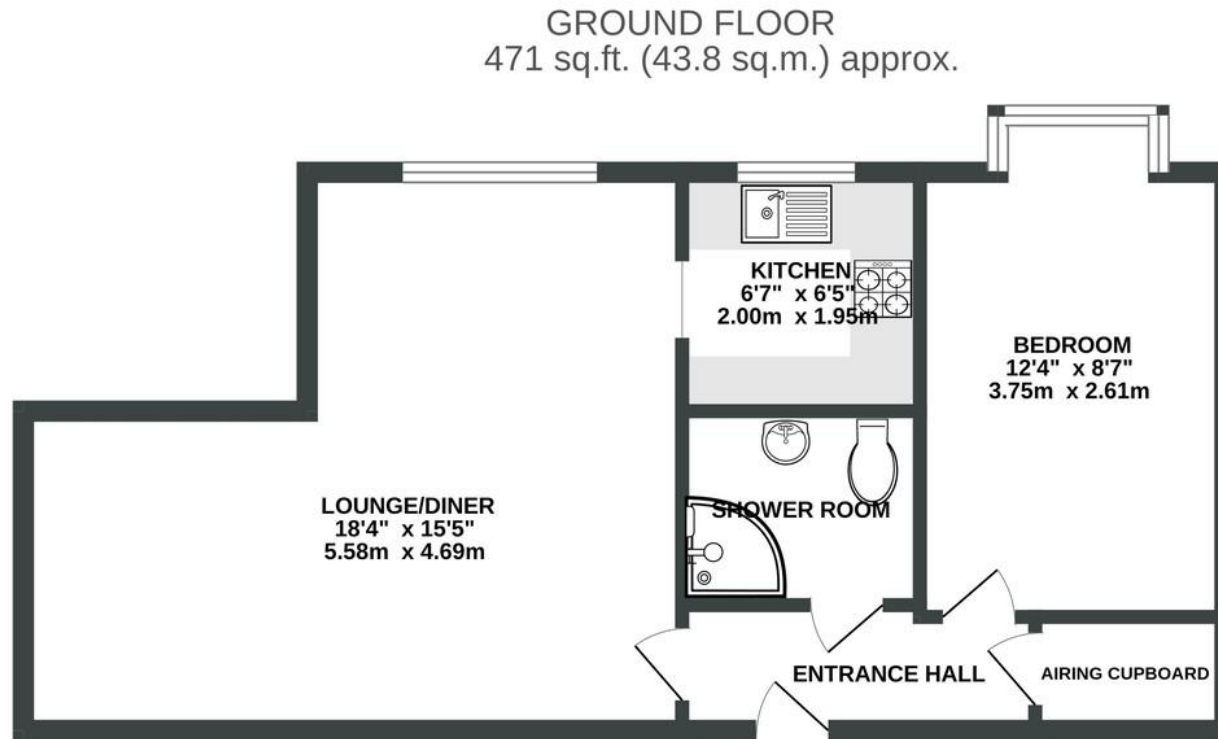 GROUND FLOOR
471 sq.ft. (43.8 sq.m.) approx.
KITCHEN
6'7" x 6'5"
2.00m x 1.95m
BEDROOM
12'4" x 8'7"
3.75m x 2.61m
LOUNGE/DINER
18'4" x 15'5"
5.58m x 4.69m
SHOWER ROOM
ENTRANCE HALL
AIRING CUPBOARD